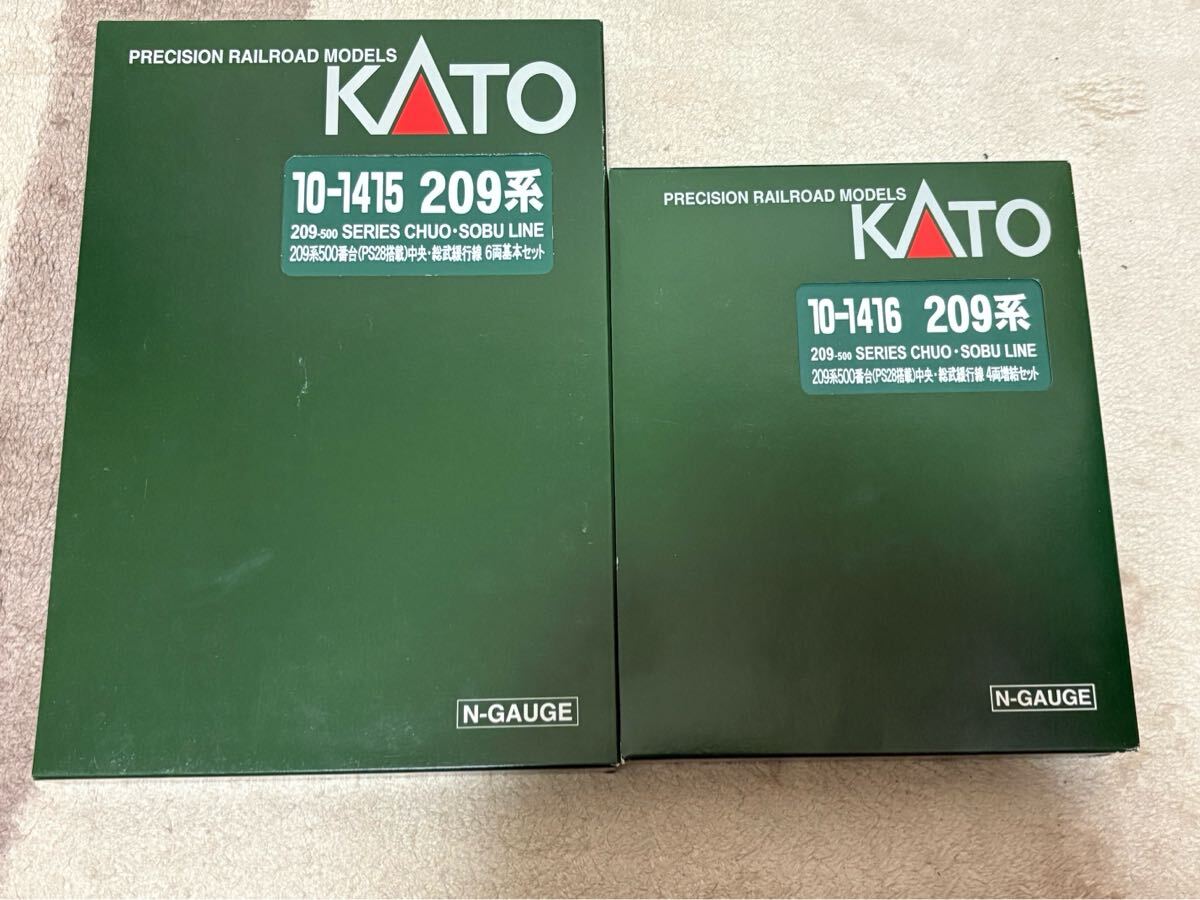 PRECISION RAILROAD MODELS
KATO
10-1415 209系
209-500 SERIES CHUO・SOBU LINE
209系500番台(PS28搭載)中央・総武緩行線 6両基本セット
N-GAUGE
PRECISION RAILROAD MODELS
KATO
10-1416 209系
209-500 SERIES CHUO・SOBU LINE
209系500番台(PS28搭載)中央・総武緩行線 4両増結セット
N-GAUGE